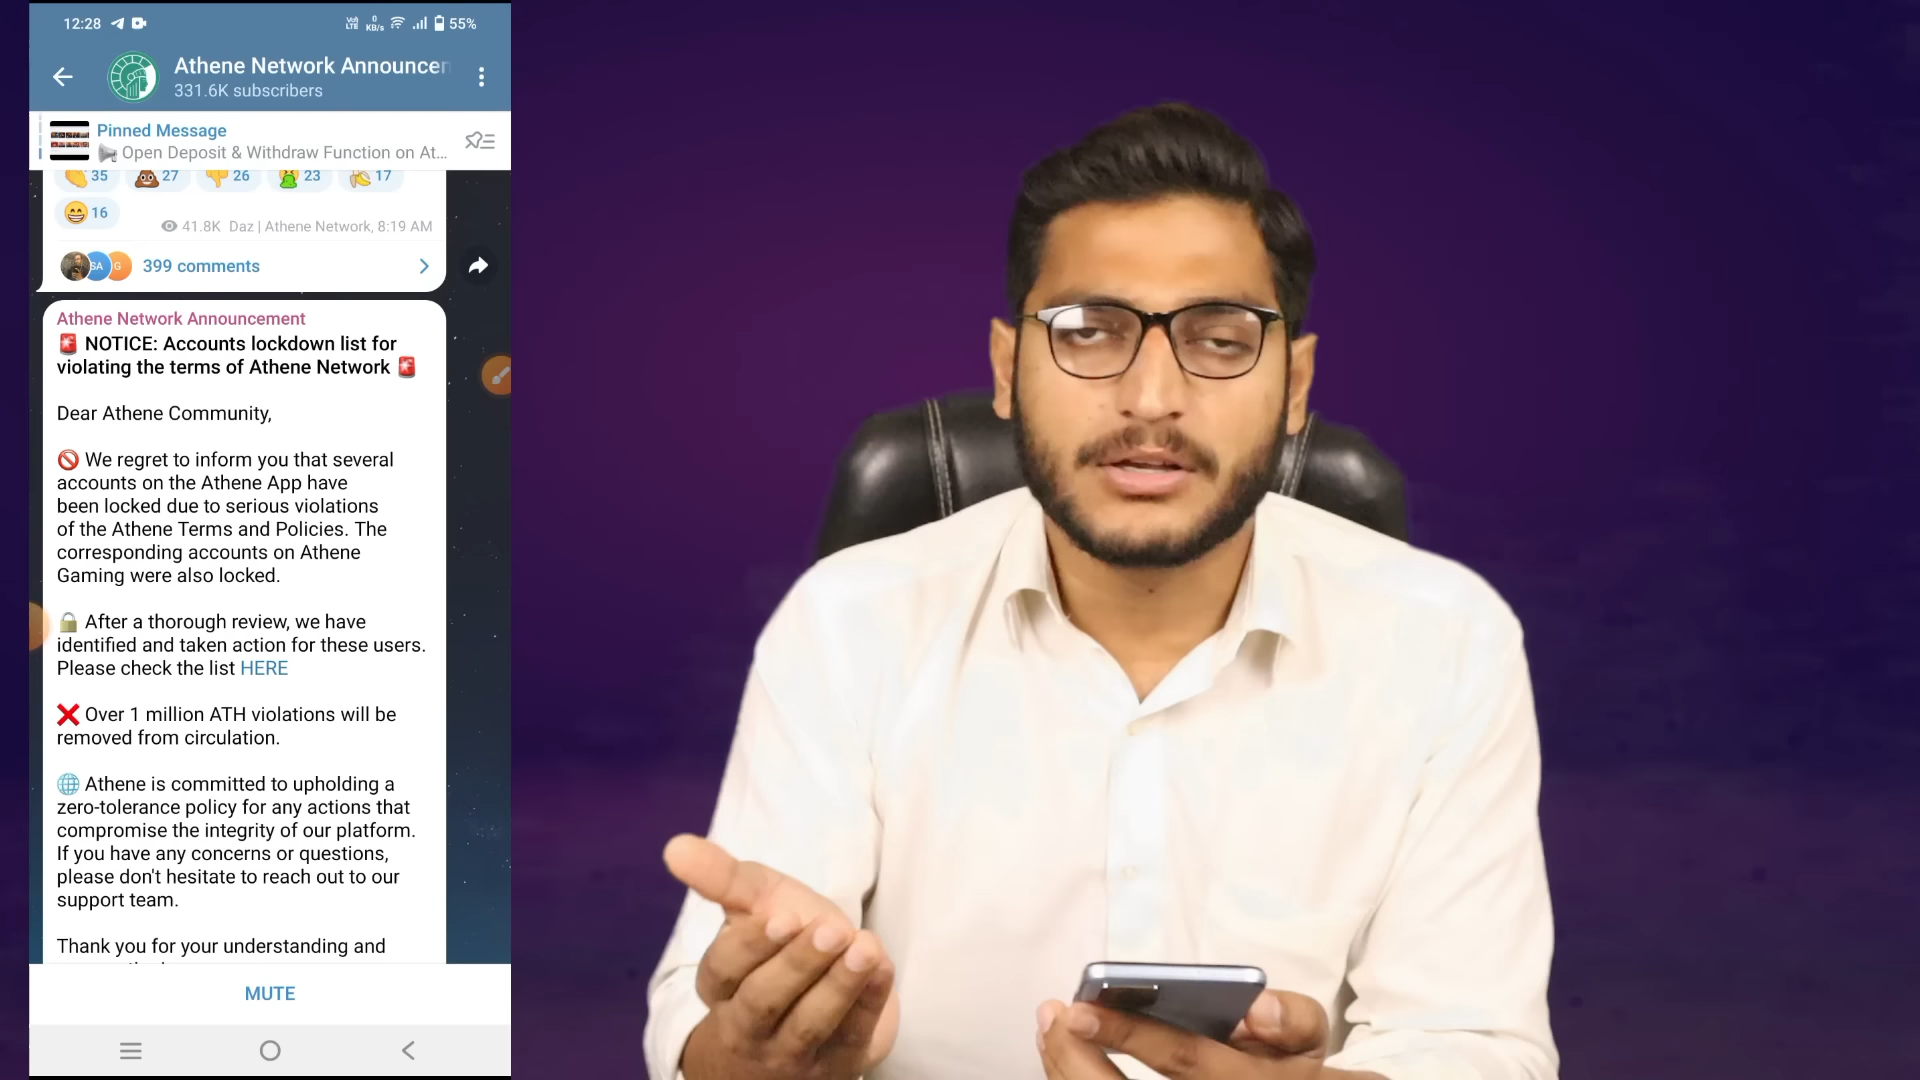 12:28
Vo) LTE
0 KB/s
55%
Athene Network Announcen
331.6K subscribers
Pinned Message
Open Deposit & Withdraw Function on At...
35
27
26
23
17
16
41.8K Daz | Athene Network, 8:19 AM
SA
G
399 comments
Athene Network Announcement
NOTICE: Accounts lockdown list for
violating the terms of Athene Network
Dear Athene Community,
We regret to inform you that several
accounts on the Athene App have
been locked due to serious violations
of the Athene Terms and Policies. The
corresponding accounts on Athene
Gaming were also locked.
After a thorough review, we have
identified and taken action for these users.
Please check the list HERE
Over 1 million ATH violations will be
removed from circulation.
Athene is committed to upholding a
zero-tolerance policy for any actions that
compromise the integrity of our platform.
If you have any concerns or questions,
please don't hesitate to reach out to our
support team.
Thank you for your understanding and
MUTE